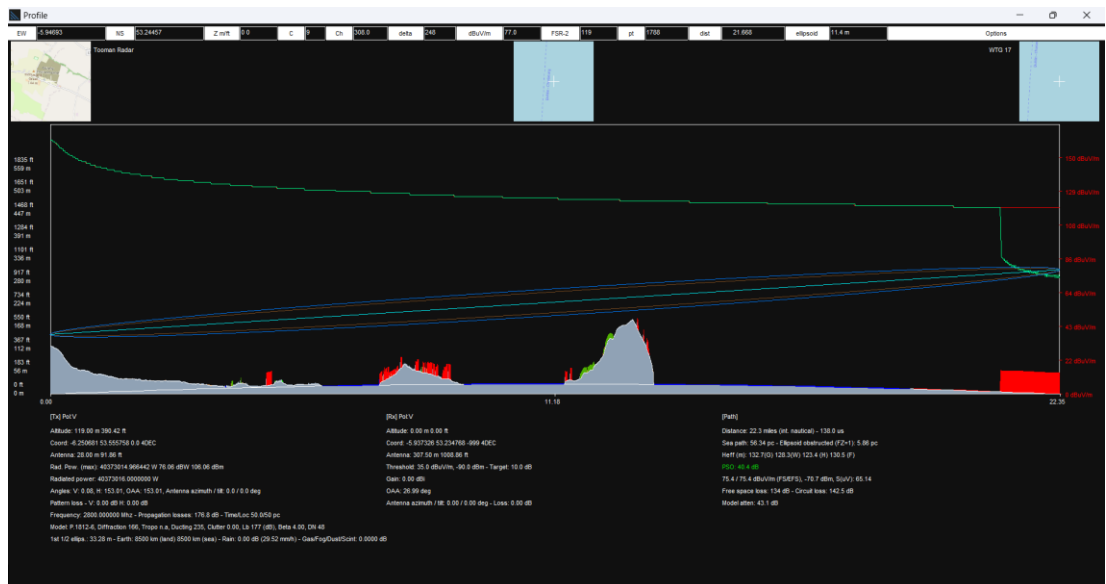 Profile
EW -5.94693 NS 53.24457 Z m/ft 0 0 C 9 Ch 308.0 delta 248 dBuV/m 77.0 FSR-2 119 pt 1788 dist 21.668 ellipsoid 11.4 m Options
Tooman Radar
WTG 17
1835 ft
559 m
1651 ft
503 m
1468 ft
447 m
1284 ft
391 m
1101 ft
336 m
917 ft
280 m
734 ft
224 m
550 ft
168 m
367 ft
112 m
183 ft
56 m
0 ft
0 m
150 dBuV/m
129 dBuV/m
108 dBuV/m
86 dBuV/m
64 dBuV/m
43 dBuV/m
22 dBuV/m
0 dBuV/m
0.00 11.18 22.35
[Tx] Pol:V
Altitude: 119.00 m 390.42 ft
Coord: -6.250681 53.555758 0.0 4DEC
Antenna: 28.00 m 91.86 ft
Rad. Pow. (max): 40373014.966442 W 76.06 dBW 106.06 dBm
Radiated power: 40373016.0000000 W
Angles: V: 0.08, H: 153.01, OAA: 153.01, Antenna azimuth / tilt: 0.0 / 0.0 deg
Pattern loss - V: 0.00 dB H: 0.00 dB
Frequency: 2800.000000 Mhz - Propagation losses: 176.8 dB - Time/Loc 50.0/50 pc
Model: P.1812-6, Diffraction 166, Tropo n.a, Ducting 235, Clutter 0.00, Lb 177 (dB), Beta 4.00, DN 48
1st 1/2 ellips.: 33.28 m - Earth: 8500 km (land) 8500 km (sea) - Rain: 0.00 dB (29.52 mm/h) - Gas/Fog/Dust/Scint: 0.0000 dB
[Rx] Pol:V
Altitude: 0.00 m 0.00 ft
Coord: -5.937326 53.234768 -999 4DEC
Antenna: 307.50 m 1008.86 ft
Threshold: 35.0 dBuV/m, -90.0 dBm - Target: 10.0 dB
Gain: 0.00 dBi
OAA: 26.99 deg
Antenna azimuth / tilt: 0.00 / 0.00 deg - Loss: 0.00 dB
[Path]
Distance: 22.3 miles (int. nautical) - 138.0 us
Sea path: 56.34 pc - Ellipsoid obstructed (FZ=1): 5.86 pc
Heff (m): 132.7(G) 128.3(W) 123.4 (H) 130.5 (F)
PSO: 40.4 dB
75.4 / 75.4 dBuV/m (FS/EFS), -70.7 dBm, S(uV): 65.14
Free space loss: 134 dB - Circuit loss: 142.5 dB
Model atten: 43.1 dB